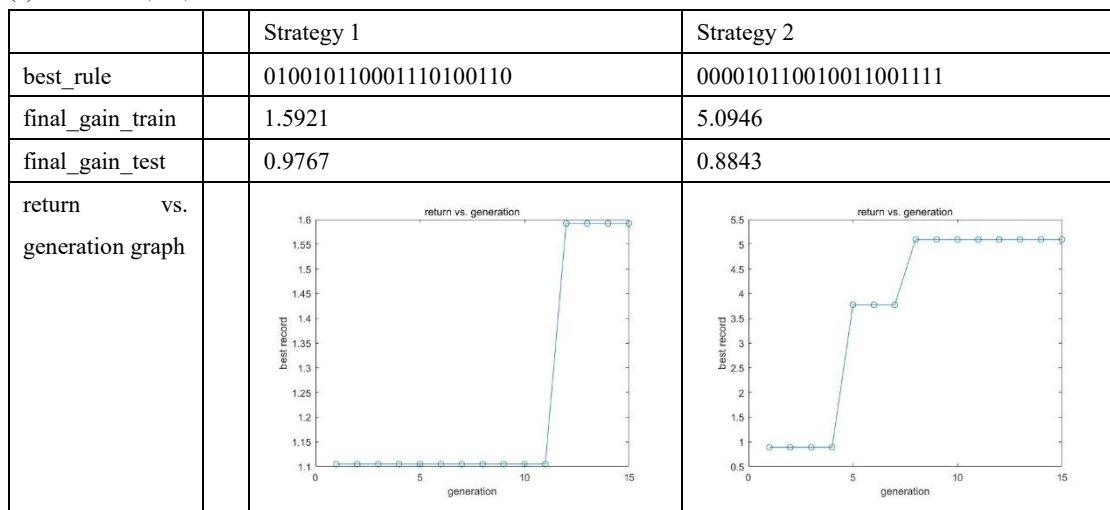 Strategy 1 Strategy 2
best_rule 010010110001110100110 000010110010011001111
final_gain_train 1.5921 5.0946
final_gain_test 0.9767 0.8843
return vs.
generation graph
return vs. generation
1.6
1.55
1.5
1.45
1.4
1.35
1.3
1.25
1.2
1.15
1.1
best record
0 5 10 15
generation
return vs. generation
5.5
5
4.5
4
3.5
3
2.5
2
1.5
1
0.5
best record
0 5 10 15
generation